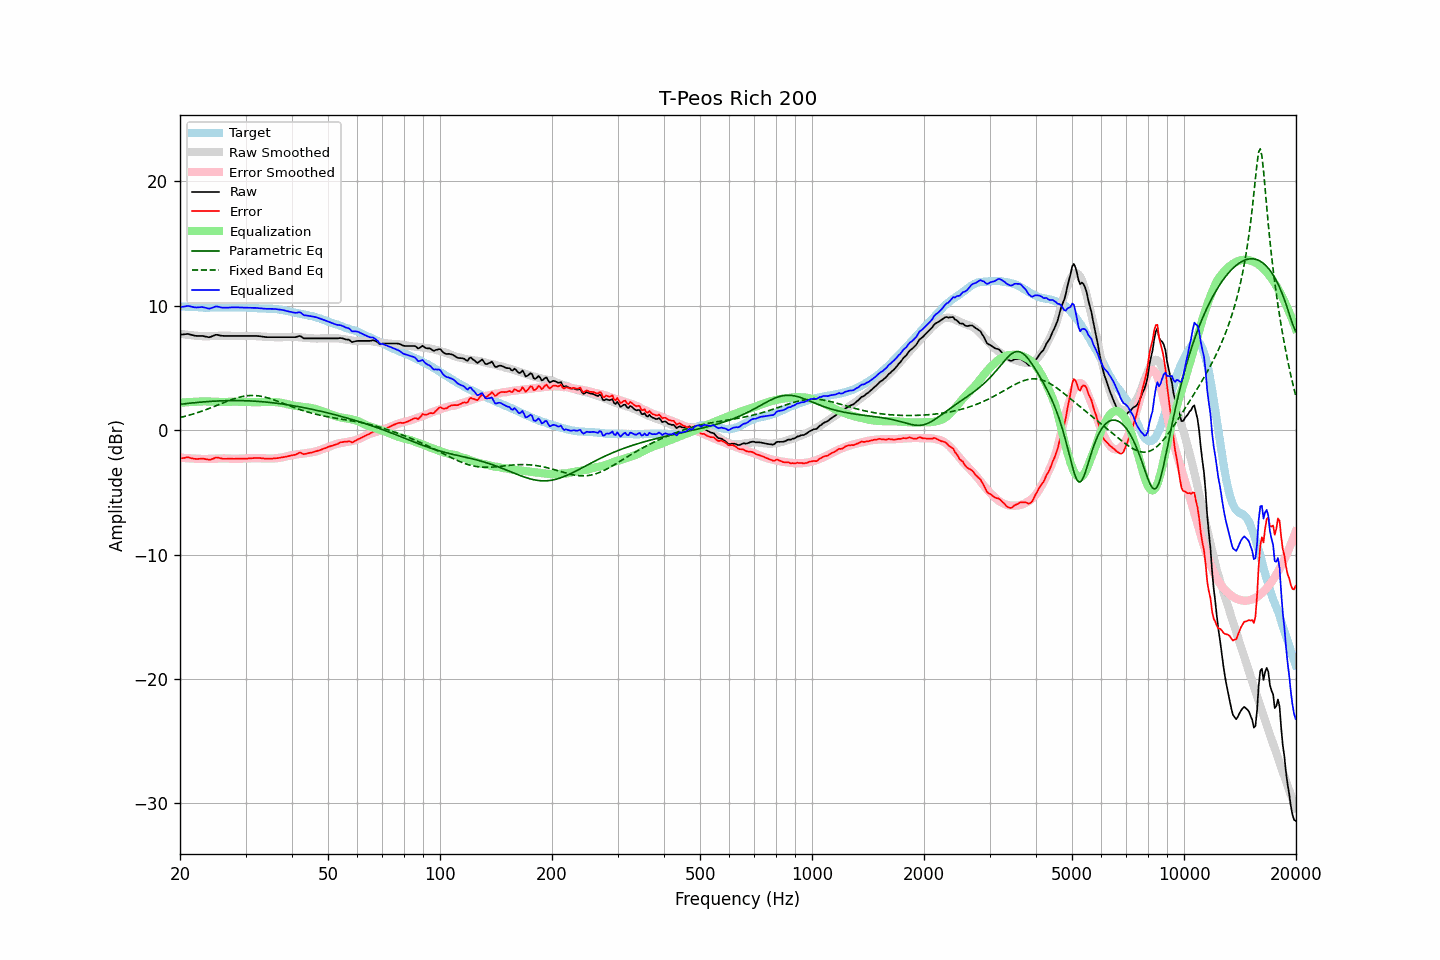 T-Peos Rich 200
Target
Raw Smoothed
Error Smoothed
Raw
Error
Equalization
Parametric Eq
Fixed Band Eq
Equalized
20
10
0
−10
−20
−30
Amplitude (dBr)
20 50 100 200 500 1000 2000 5000 10000 20000
Frequency (Hz)